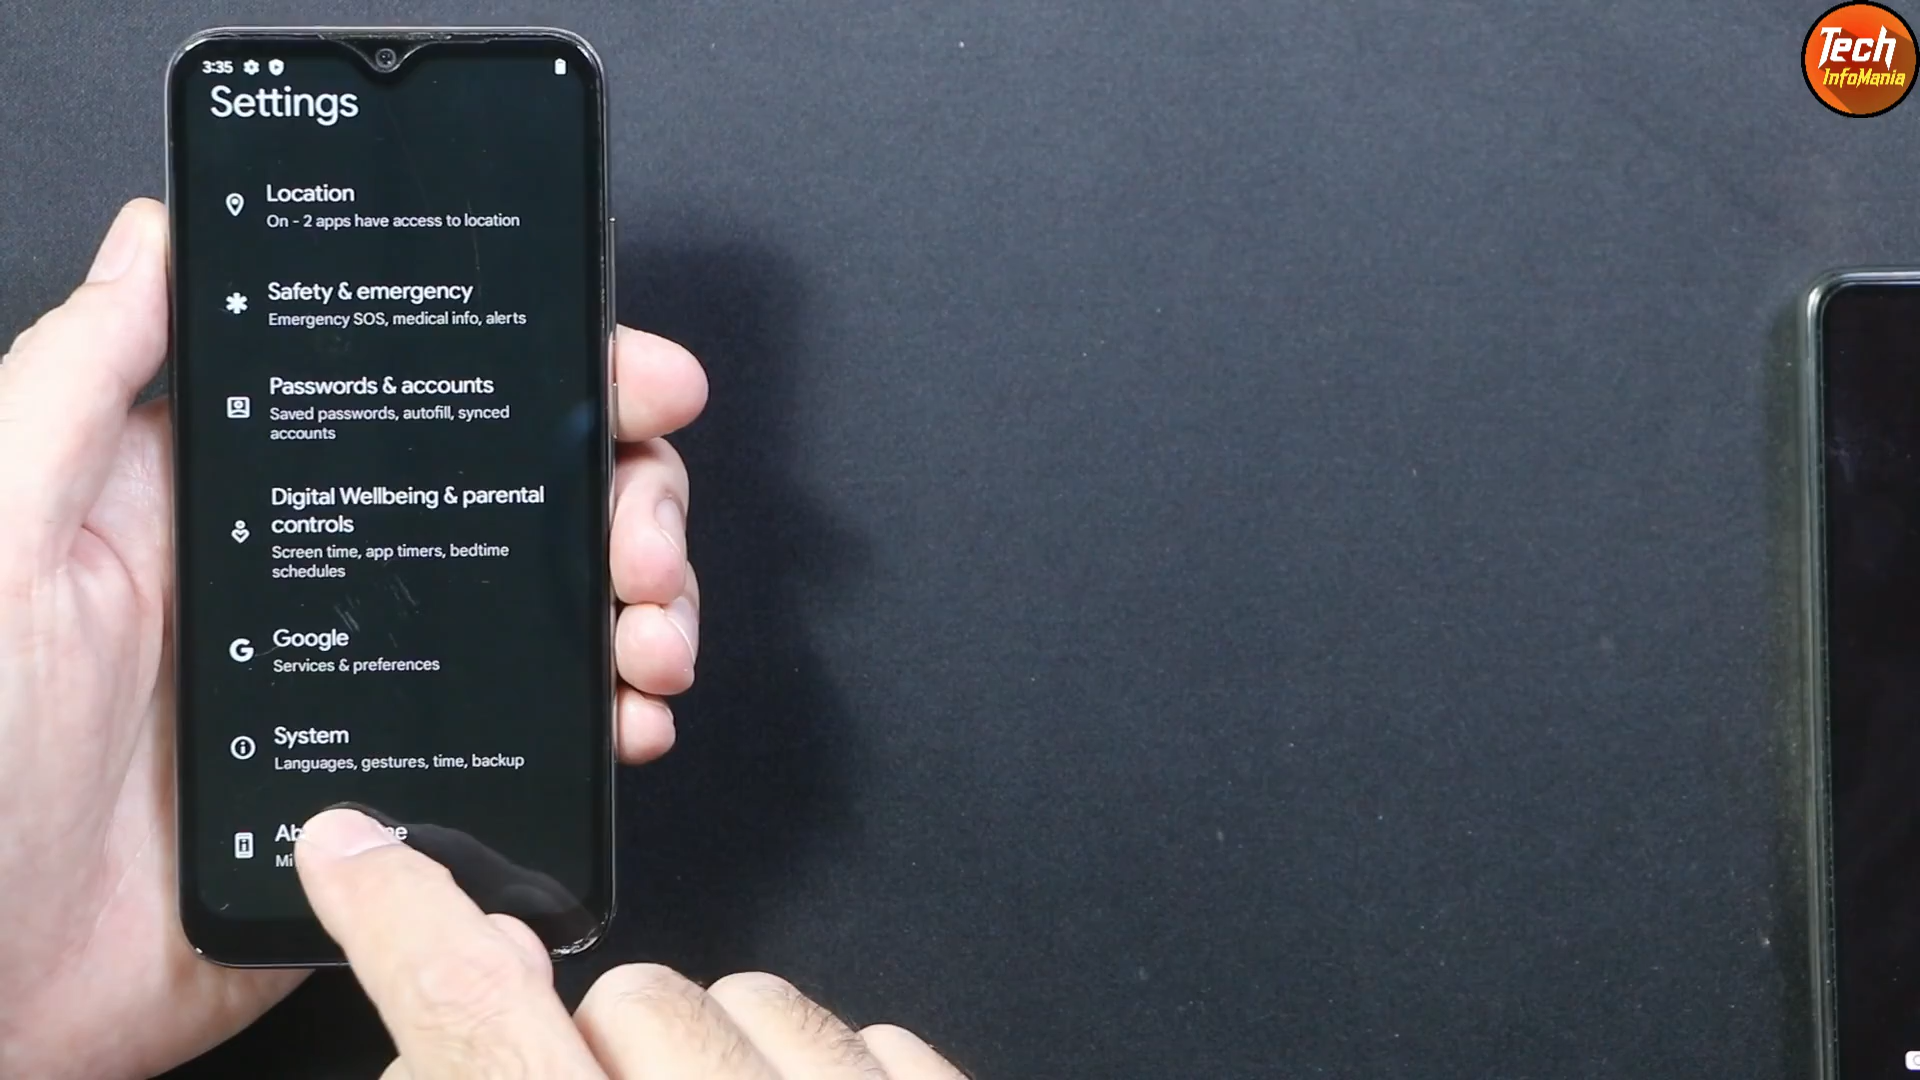 Tech
InfoMania
3:35
Settings
Location
On - 2 apps have access to location
Safety & emergency
Emergency SOS, medical info, alerts
Passwords & accounts
Saved passwords, autofill, synced
accounts
Digital Wellbeing & parental
controls
Screen time, app timers, bedtime
schedules
Google
Services & preferences
System
Languages, gestures, time, backup